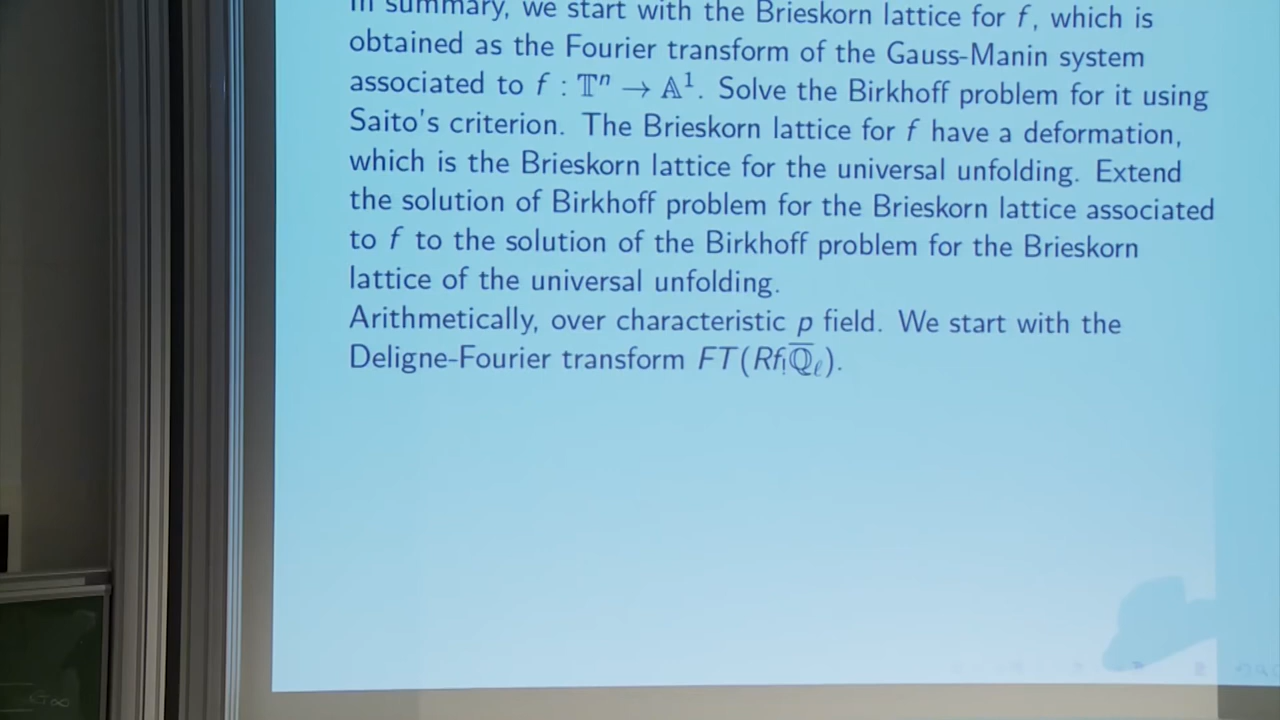 In summary, we start with the Brieskorn lattice for f, which is
obtained as the Fourier transform of the Gauss-Manin system
associated to f : 𝕋ⁿ → 𝔸¹. Solve the Birkhoff problem for it using
Saito's criterion. The Brieskorn lattice for f have a deformation,
which is the Brieskorn lattice for the universal unfolding. Extend
the solution of Birkhoff problem for the Brieskorn lattice associated
to f to the solution of the Birkhoff problem for the Brieskorn
lattice of the universal unfolding.
Arithmetically, over characteristic p field. We start with the
Deligne-Fourier transform FT(Rf_!ℚ̅_ℓ).